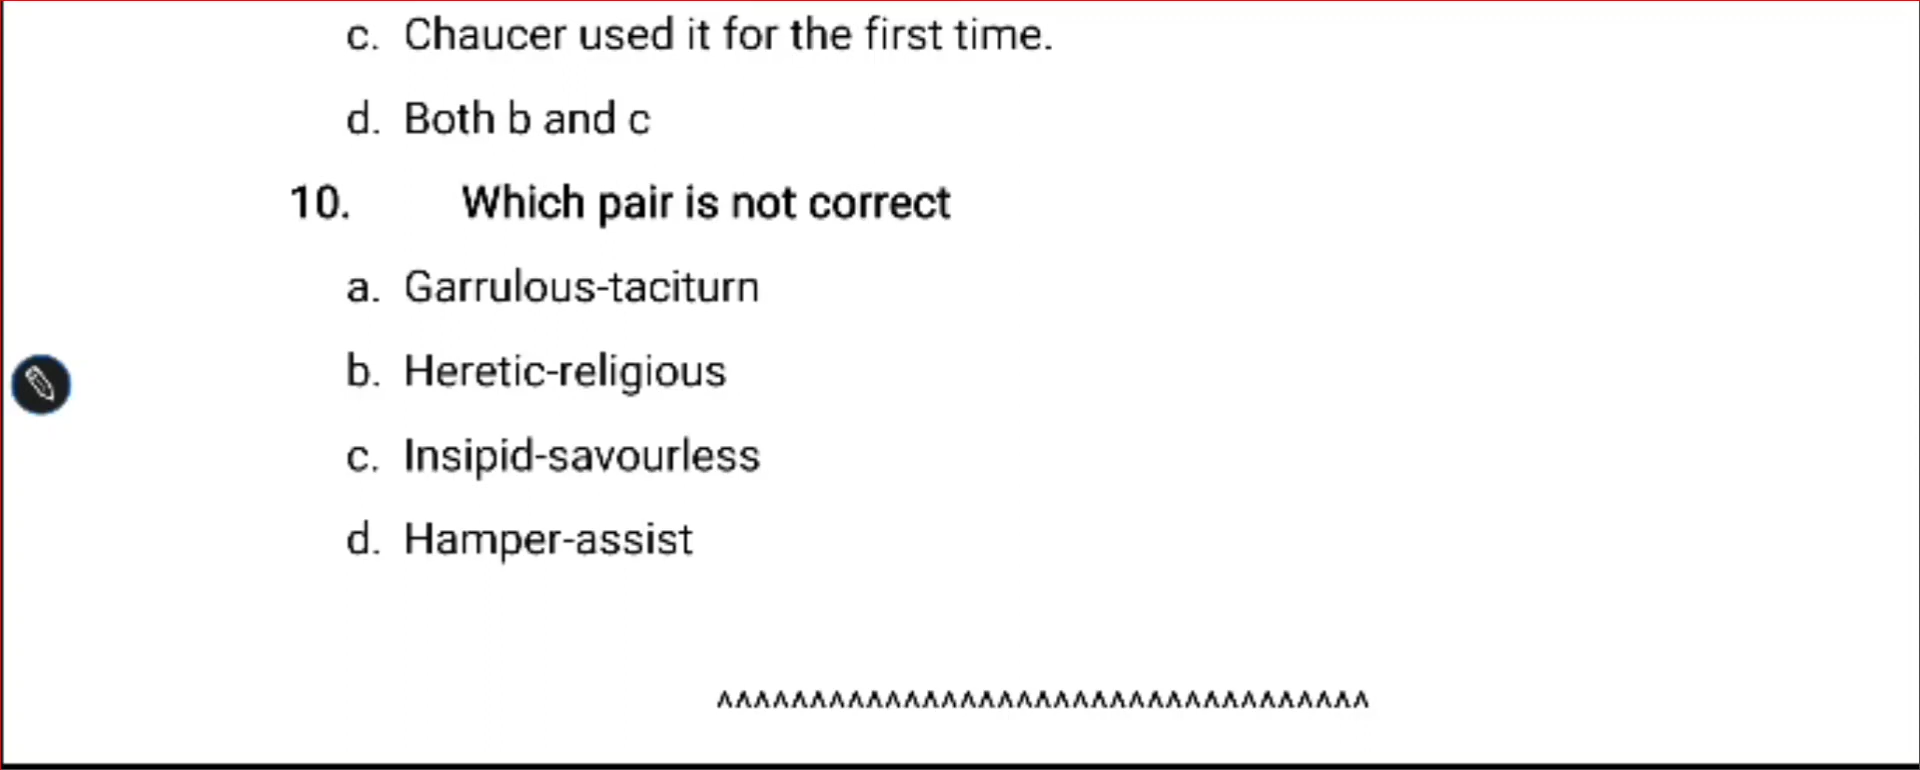 c. Chaucer used it for the first time.
d. Both b and c
10. Which pair is not correct
a. Garrulous-taciturn
b. Heretic-religious
c. Insipid-savourless
d. Hamper-assist
^^^^^^^^^^^^^^^^^^^^^^^^^^^^^^^^^^^